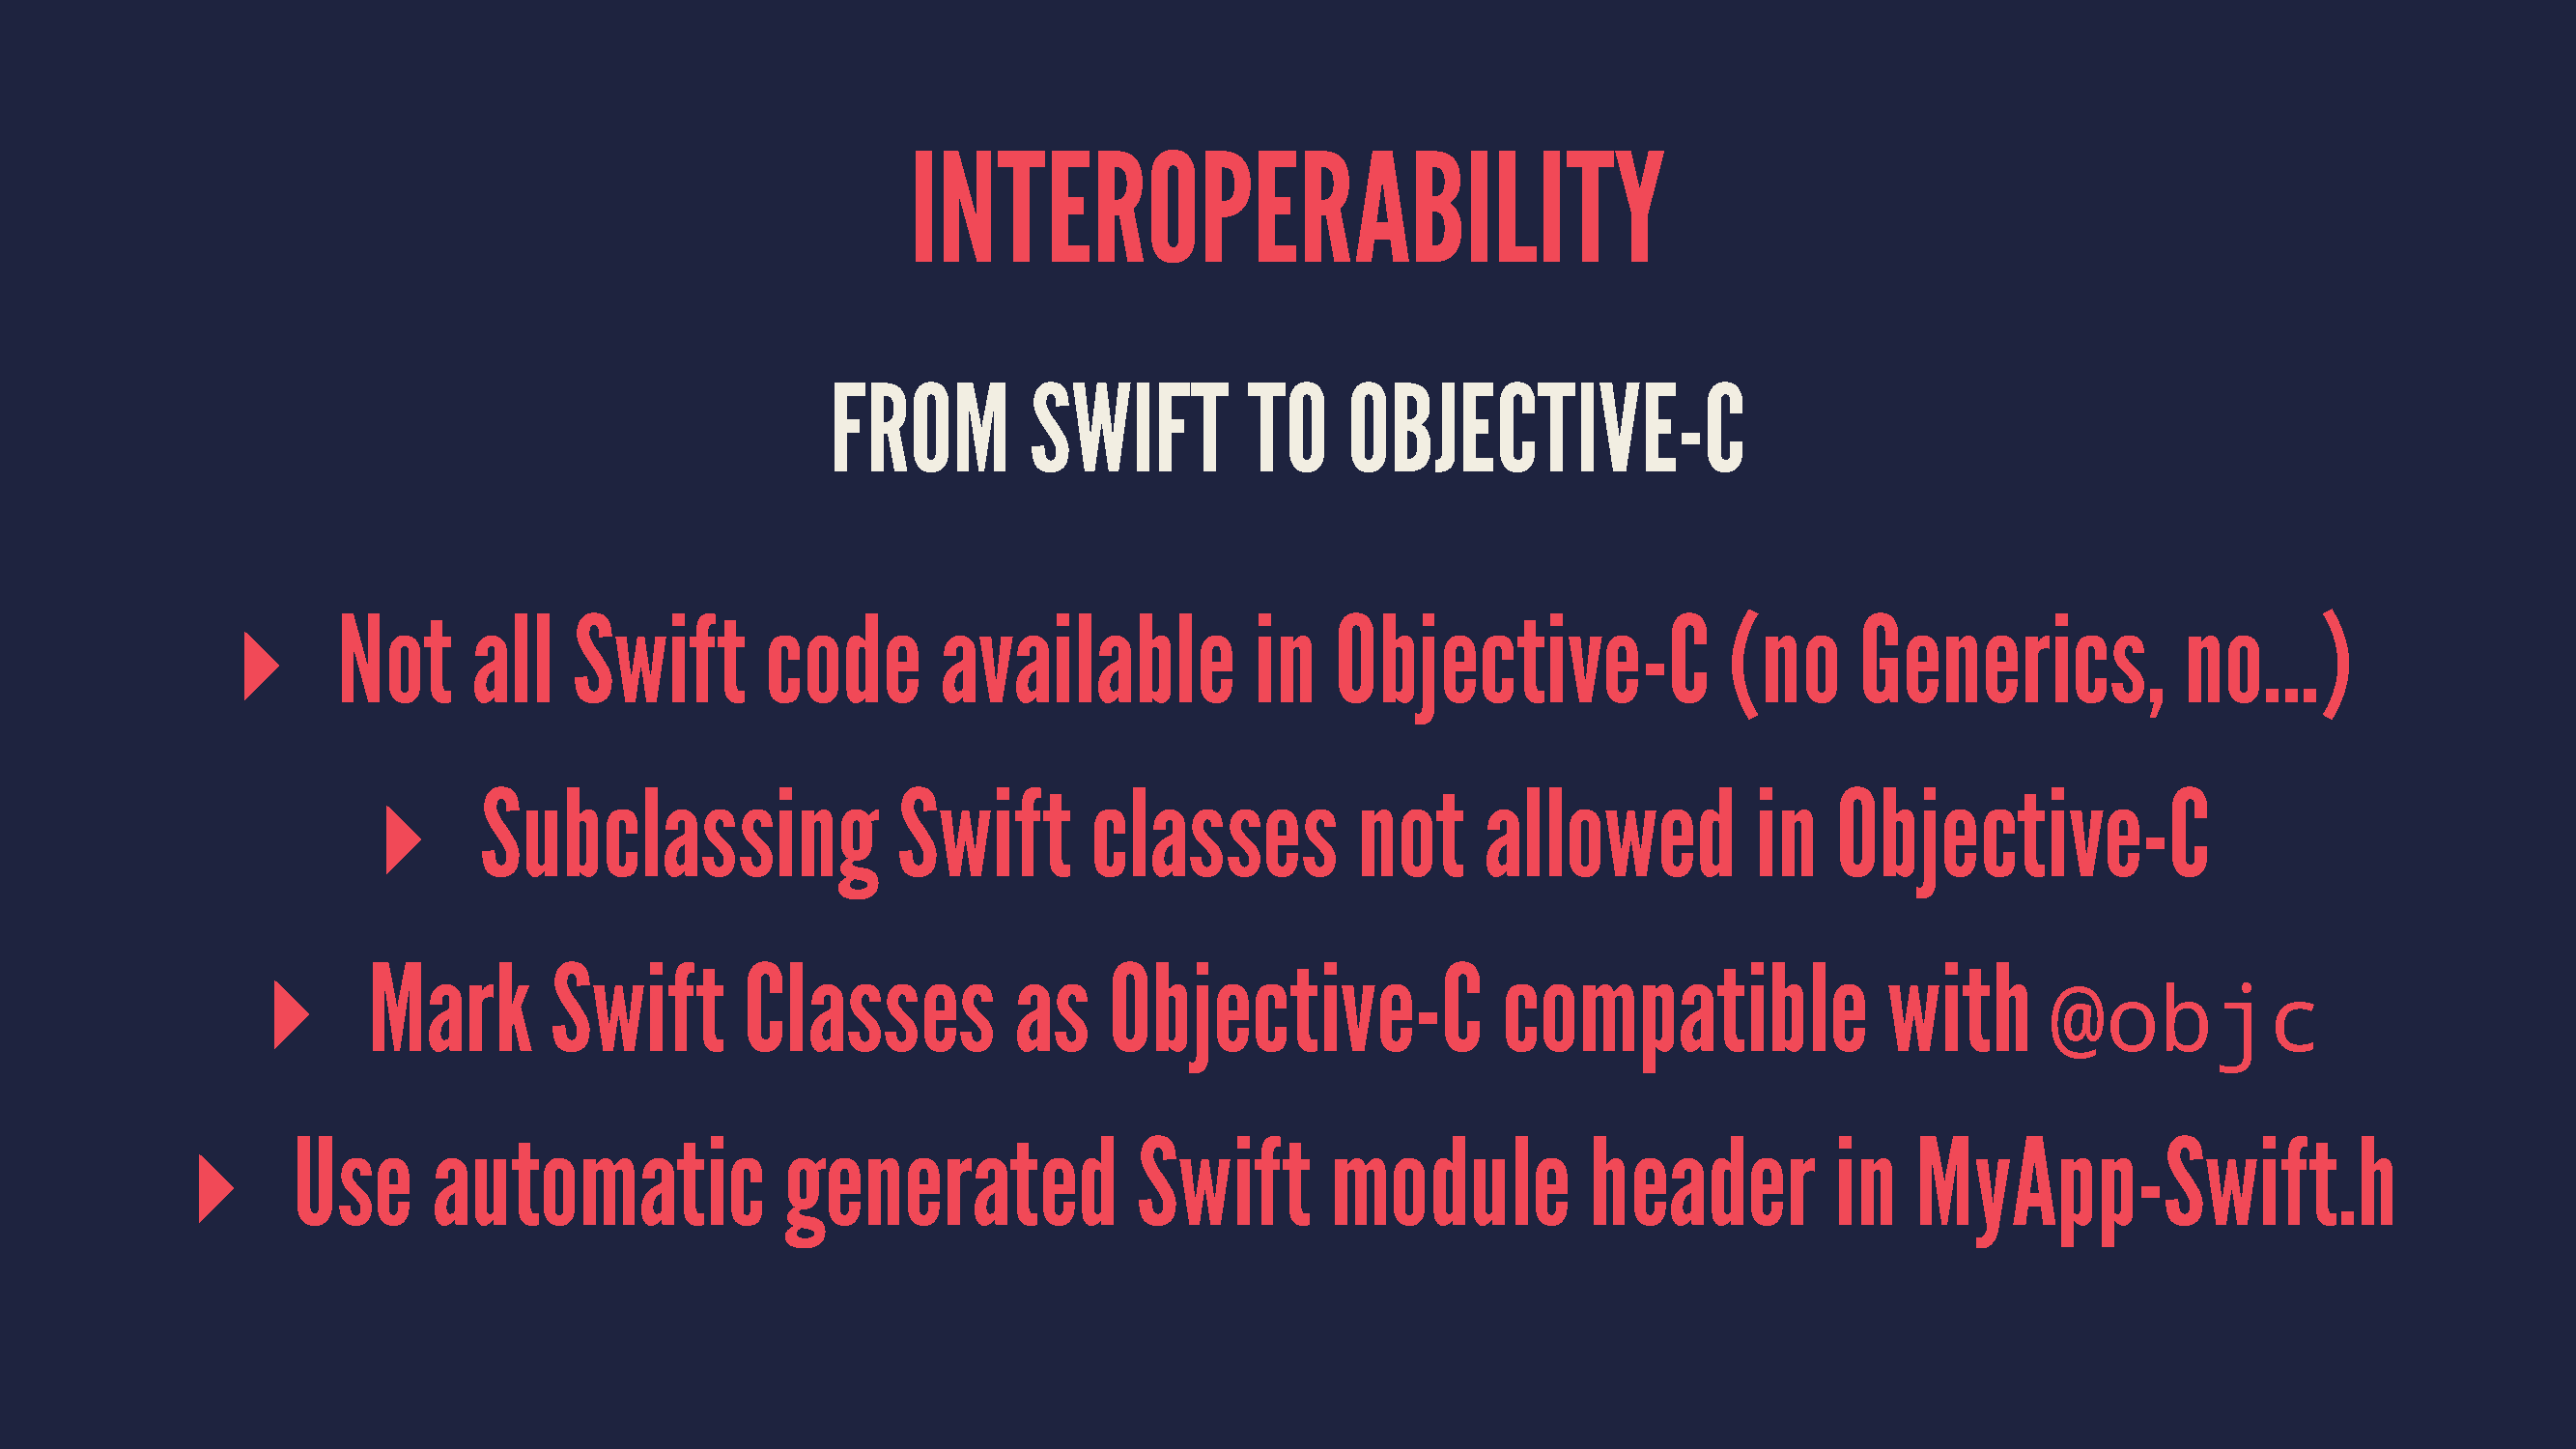 INTEROPERABILITY
FROM SWIFT TO OBJECTIVE-C
▸ Not all Swift code available in Objective-C (no Generics, no...)
▸ Subclassing Swift classes not allowed in Objective-C
▸ Mark Swift Classes as Objective-C compatible with @objc
▸ Use automatic generated Swift module header in MyApp-Swift.h